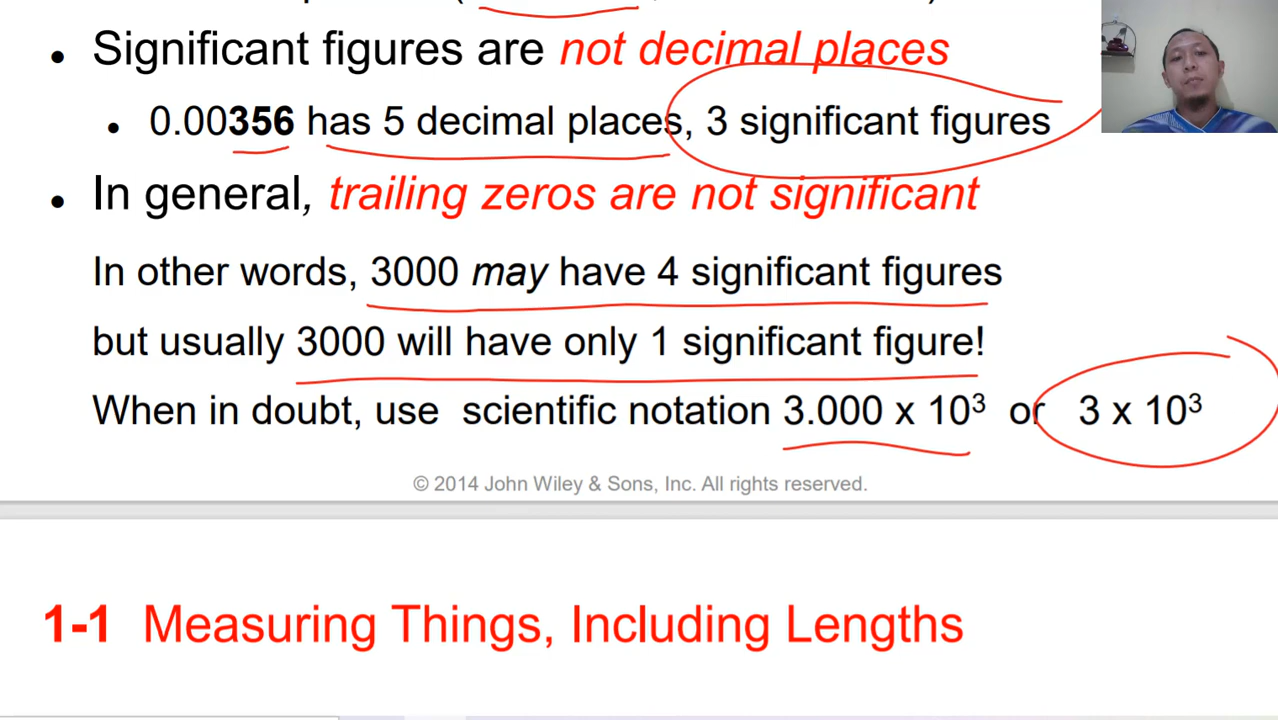 • Significant figures are not decimal places
• 0.00356 has 5 decimal places, 3 significant figures
• In general, trailing zeros are not significant
In other words, 3000 may have 4 significant figures
but usually 3000 will have only 1 significant figure!
When in doubt, use scientific notation 3.000 x 10³ or 3 x 10³
© 2014 John Wiley & Sons, Inc. All rights reserved.
1-1 Measuring Things, Including Lengths